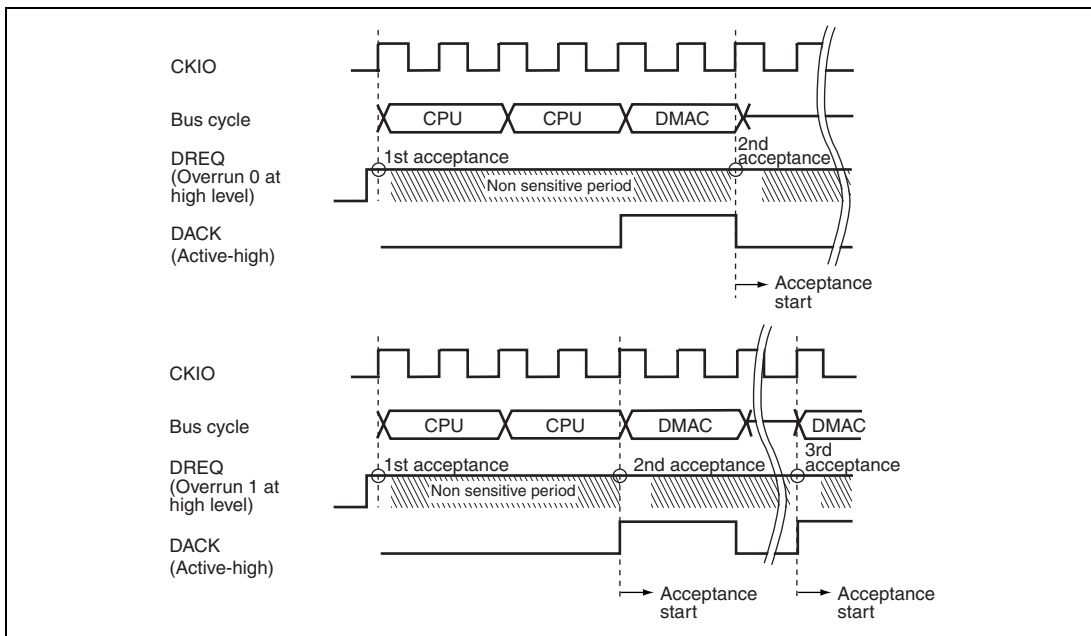 CKIO
Bus cycle
CPU
CPU
DMAC
DREQ
(Overrun 0 at
high level)
1st acceptance
2nd
acceptance
Non sensitive period
DACK
(Active-high)
Acceptance
start
CKIO
Bus cycle
CPU
CPU
DMAC
DMAC
DREQ
(Overrun 1 at
high level)
1st acceptance
2nd acceptance
3rd
acceptance
Non sensitive period
DACK
(Active-high)
Acceptance
start
Acceptance
start